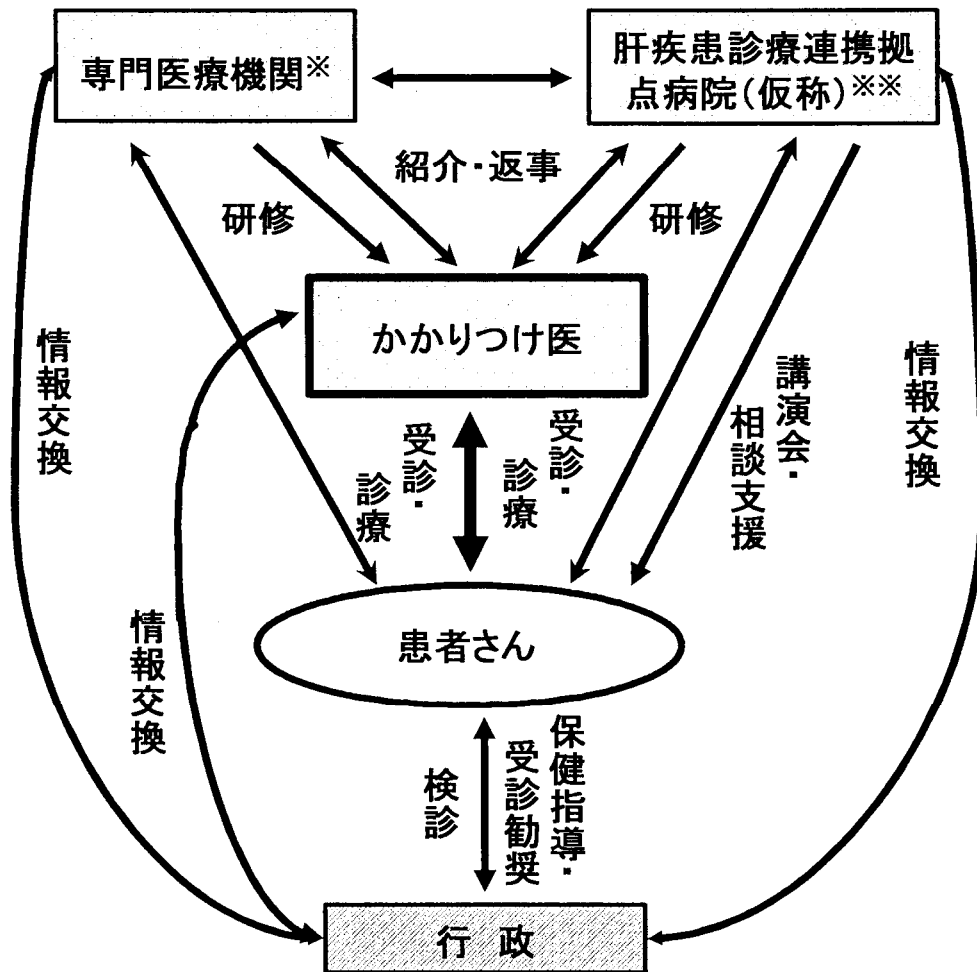 専門医療機関※
肝疾患診療連携拠
点病院(仮称)※※
紹介・返事
研修
研修
かかりつけ医
情報交換
情報交換
講演会・
相談支援
受診・
診療
受診・
診療
患者さん
情報交換
検診
保健指導・
受診勧奨
行 政